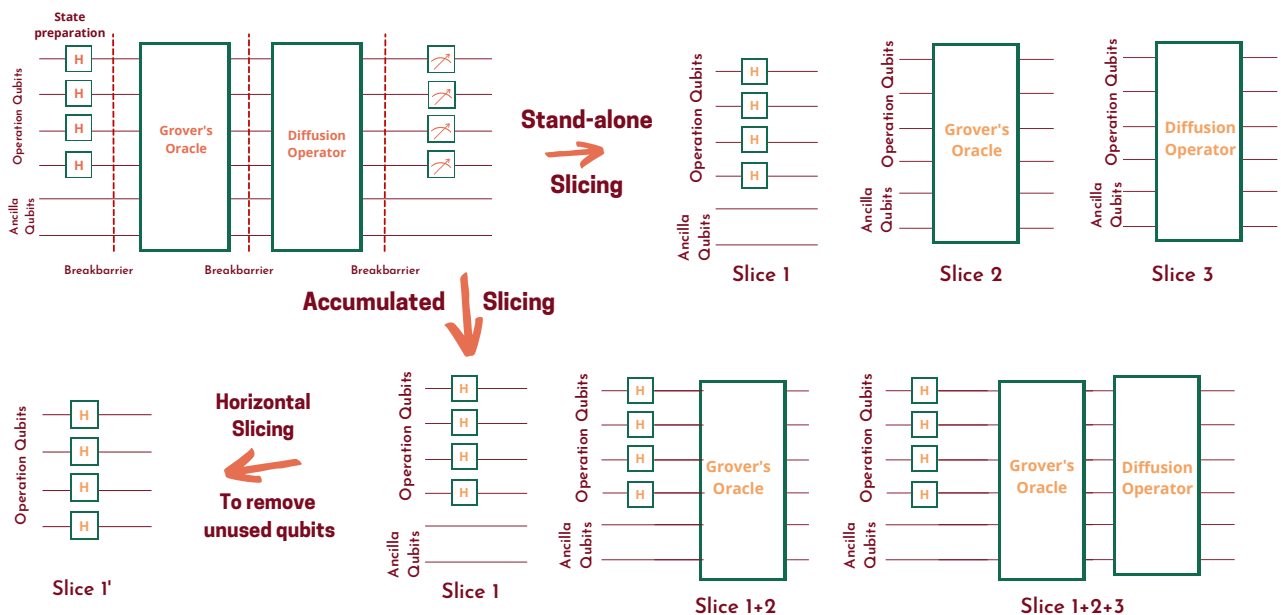 State
preparation
Operation Qubits
H
H
H
H
Ancilla
Qubits
Grover's
Oracle
Diffusion
Operator
Breakbarrier
Breakbarrier
Breakbarrier
Stand-alone
Slicing
Operation Qubits
H
H
H
H
Ancilla
Qubits
Slice 1
Operation Qubits
Ancilla
Qubits
Grover's
Oracle
Slice 2
Operation Qubits
Ancilla
Qubits
Diffusion
Operator
Slice 3
Accumulated Slicing
Operation Qubits
H
H
H
H
Slice 1'
Horizontal
Slicing
To remove
unused qubits
Operation Qubits
H
H
H
H
Ancilla
Qubits
Slice 1
Operation Qubits
H
H
H
H
Ancilla
Qubits
Grover's
Oracle
Slice 1+2
Operation Qubits
H
H
H
H
Ancilla
Qubits
Grover's
Oracle
Diffusion
Operator
Slice 1+2+3